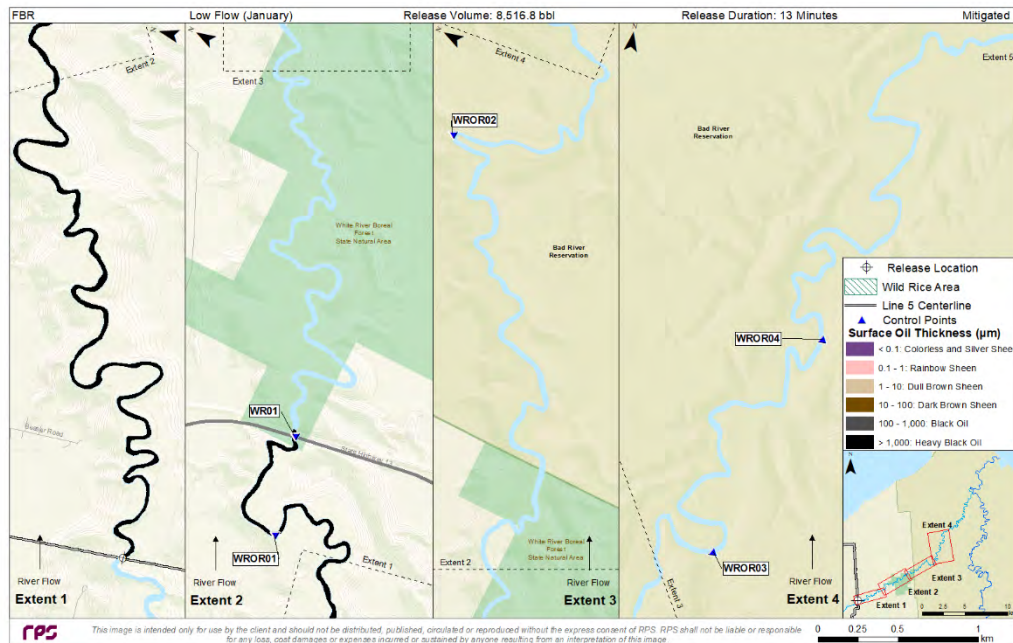 FBR
Low Flow (January)
Release Volume: 8,516.8 bbl
Release Duration: 13 Minutes
Mitigated
N
Extent 2
River Flow
Extent 1
N
Extent 3
White River Boreal
Forest
State Natural Area
WR01
WROR01
Extent 1
River Flow
Extent 2
N
Extent 4
WROR02
Bad River
Reservation
White River Boreal
Forest
State Natural Area
Extent 2
River Flow
Extent 3
N
Extent 5
Bad River
Reservation
WROR04
WROR03
Extent 3
River Flow
Extent 4
Release Location
Wild Rice Area
Line 5 Centerline
Control Points
Surface Oil Thickness (µm)
< 0.1: Colorless and Silver Shee
0.1 - 1: Rainbow Sheen
1 - 10: Dull Brown Sheen
10 - 100: Dark Brown Sheen
100 - 1,000: Black Oil
> 1,000: Heavy Black Oil
N
Extent 4
Extent 3
Extent 2
Extent 1
0 2.5 5 10
rps
This image is intended only for use by the client and should not be distributed, published, circulated or reproduced without the express consent of RPS. RPS shall not be liable or responsible
for any loss, cost damages or expenses incurred or sustained by anyone resulting from an interpretation of this image.
0 0.25 0.5 1
km